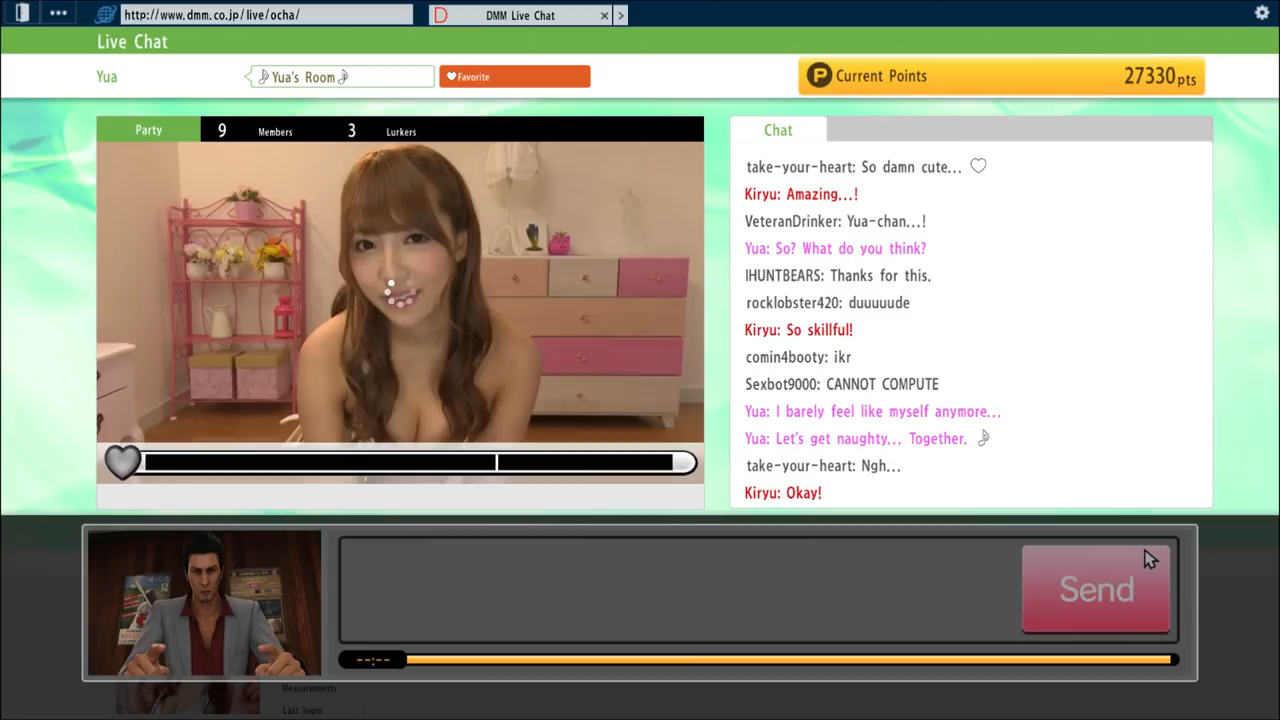 http://www.dmm.co.jp/live/ocha/
DMM Live Chat
Live Chat
Yua
Yua's Room
Favorite
P Current Points 27330pts
Party 9 Members 3 Lurkers
Chat
take-your-heart: So damn cute... ♡
Kiryu: Amazing...!
VeteranDrinker: Yua-chan...!
Yua: So? What do you think?
IHUNTBEARS: Thanks for this.
rocklobster420: duuuuude
Kiryu: So skillful!
comin4booty: ikr
Sexbot9000: CANNOT COMPUTE
Yua: I barely feel like myself anymore...
Yua: Let's get naughty... Together. ♪
take-your-heart: Ngh...
Kiryu: Okay!
Send
--:--
Measurements
Last login